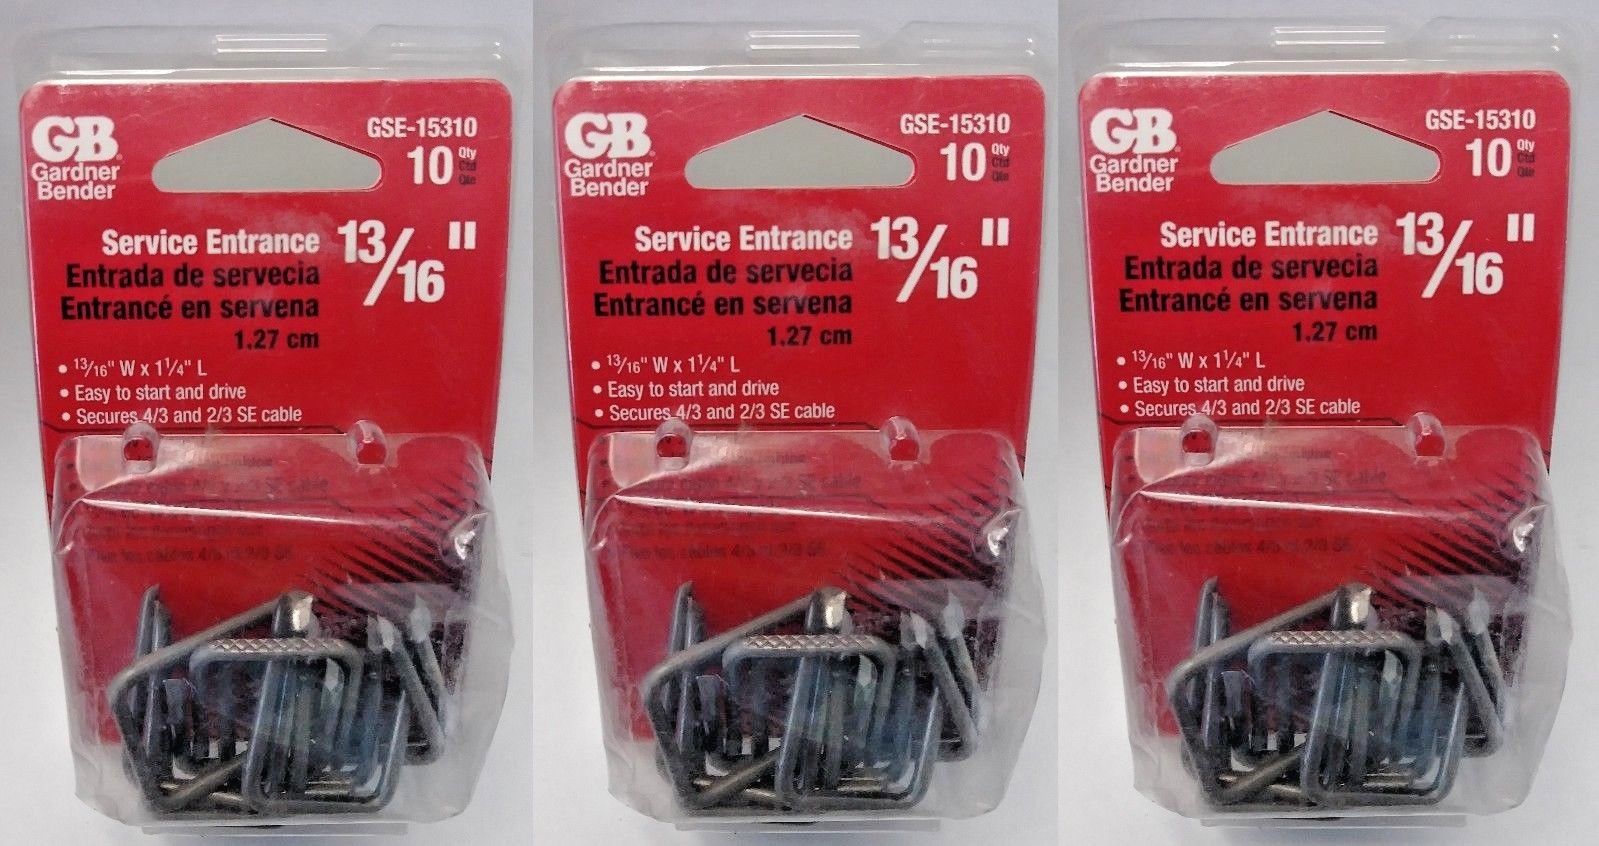 GB
Gardner
Bender
GSE-15310
10 Qty
Ctd
Qte
Service Entrance 13/16"
Entrada de servecia
Entrancé en servena
1.27 cm
• 13/16" W x 1 1/4" L
• Easy to start and drive
• Secures 4/3 and 2/3 SE cable
GB
Gardner
Bender
GSE-15310
10 Qty
Ctd
Qte
Service Entrance 13/16"
Entrada de servecia
Entrancé en servena
1.27 cm
• 13/16" W x 1 1/4" L
• Easy to start and drive
• Secures 4/3 and 2/3 SE cable
GB
Gardner
Bender
GSE-15310
10 Qty
Ctd
Qte
Service Entrance 13/16"
Entrada de servecia
Entrancé en servena
1.27 cm
• 13/16" W x 1 1/4" L
• Easy to start and drive
• Secures 4/3 and 2/3 SE cable